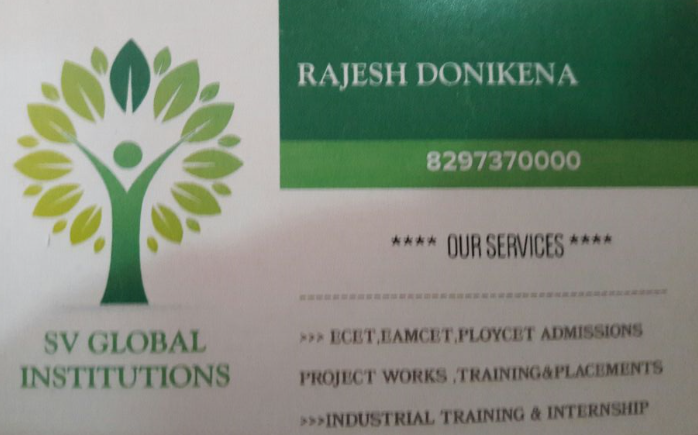 RAJESH DONIKENA
8297370000
SV GLOBAL
INSTITUTIONS
**** OUR SERVICES ****
>>> ECET,EAMCET,PLOYCET ADMISSIONS
PROJECT WORKS ,TRAINING&PLACEMENTS
>>>INDUSTRIAL TRAINING & INTERNSHIP